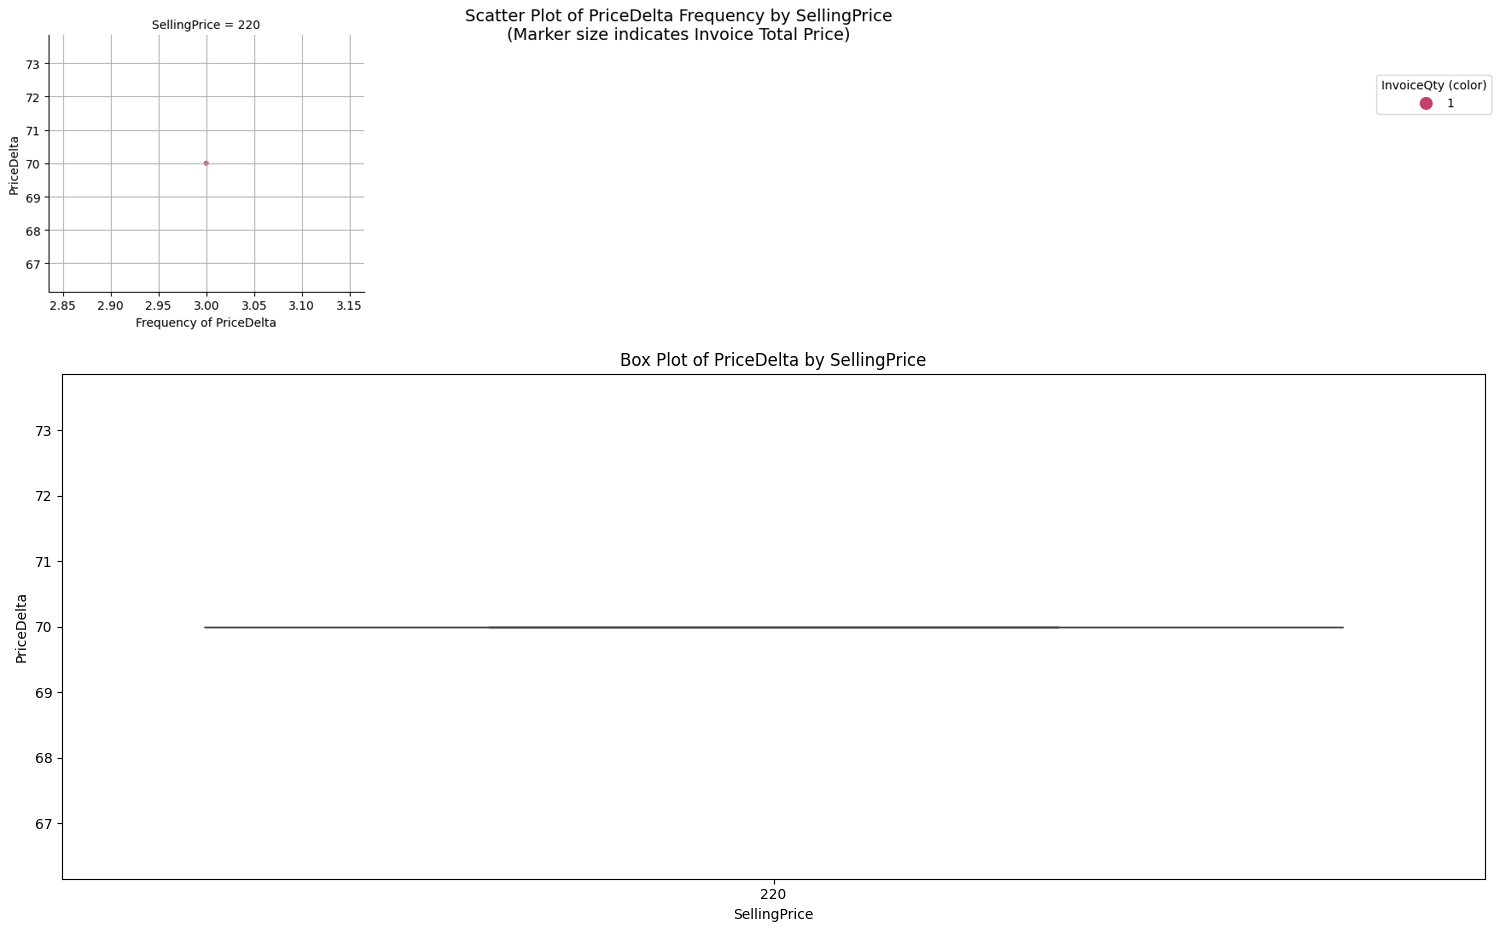 Scatter Plot of PriceDelta Frequency by SellingPrice
(Marker size indicates Invoice Total Price)
SellingPrice = 220
73
72
71
70
69
68
67
PriceDelta
2.85 2.90 2.95 3.00 3.05 3.10 3.15
Frequency of PriceDelta
InvoiceQty (color)
1
Box Plot of PriceDelta by SellingPrice
73
72
71
70
69
68
67
PriceDelta
220
SellingPrice